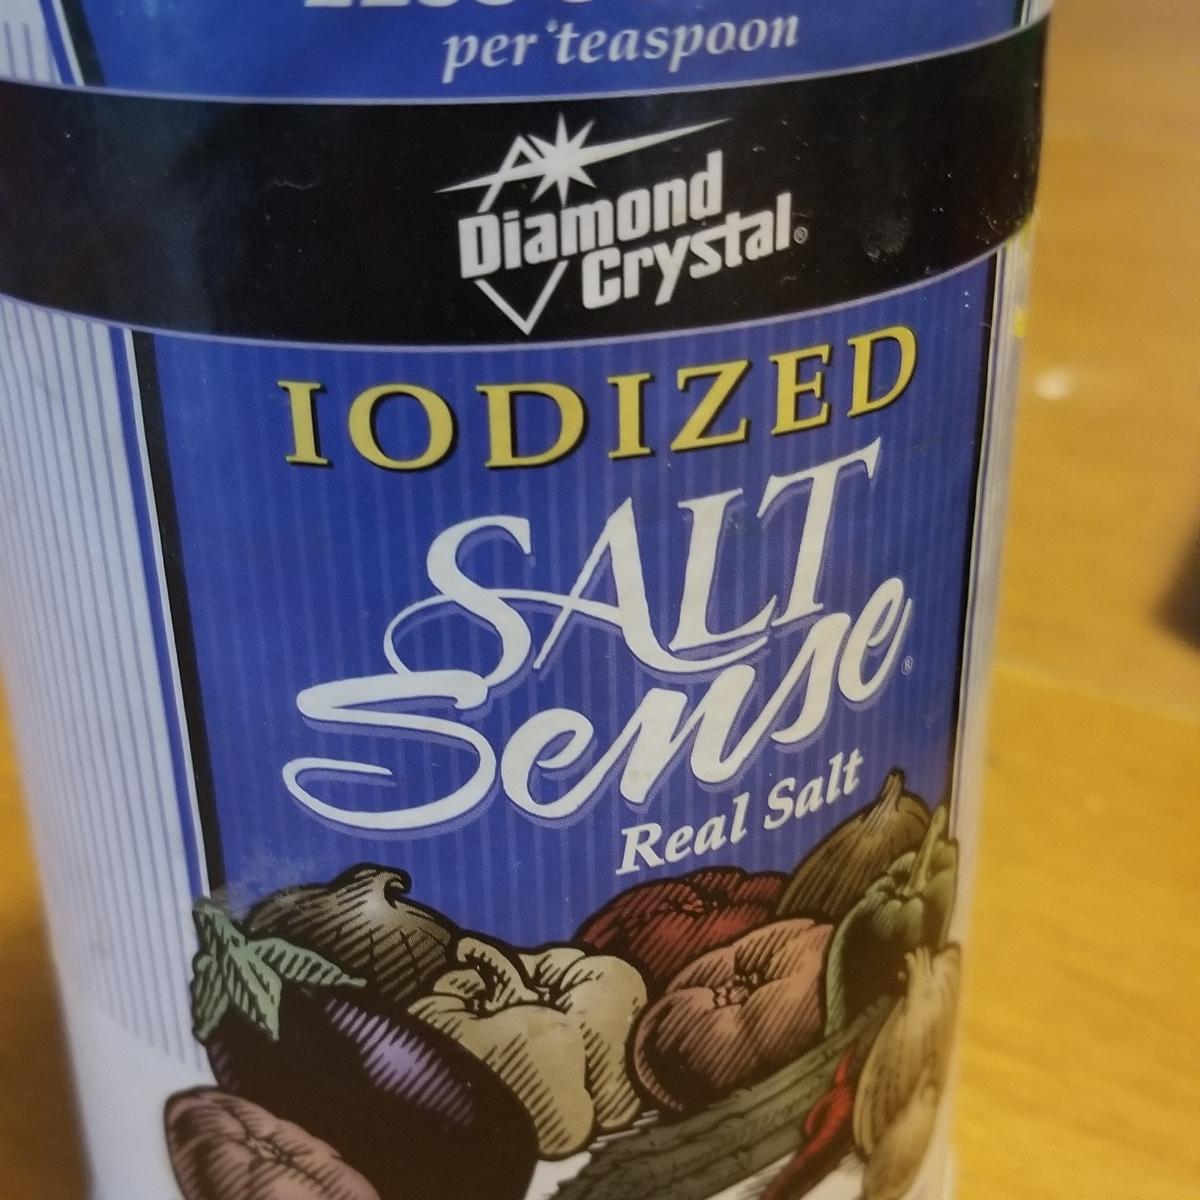 per teaspoon
Diamond
Crystal®
IODIZED
SALT
Sense®
Real Salt